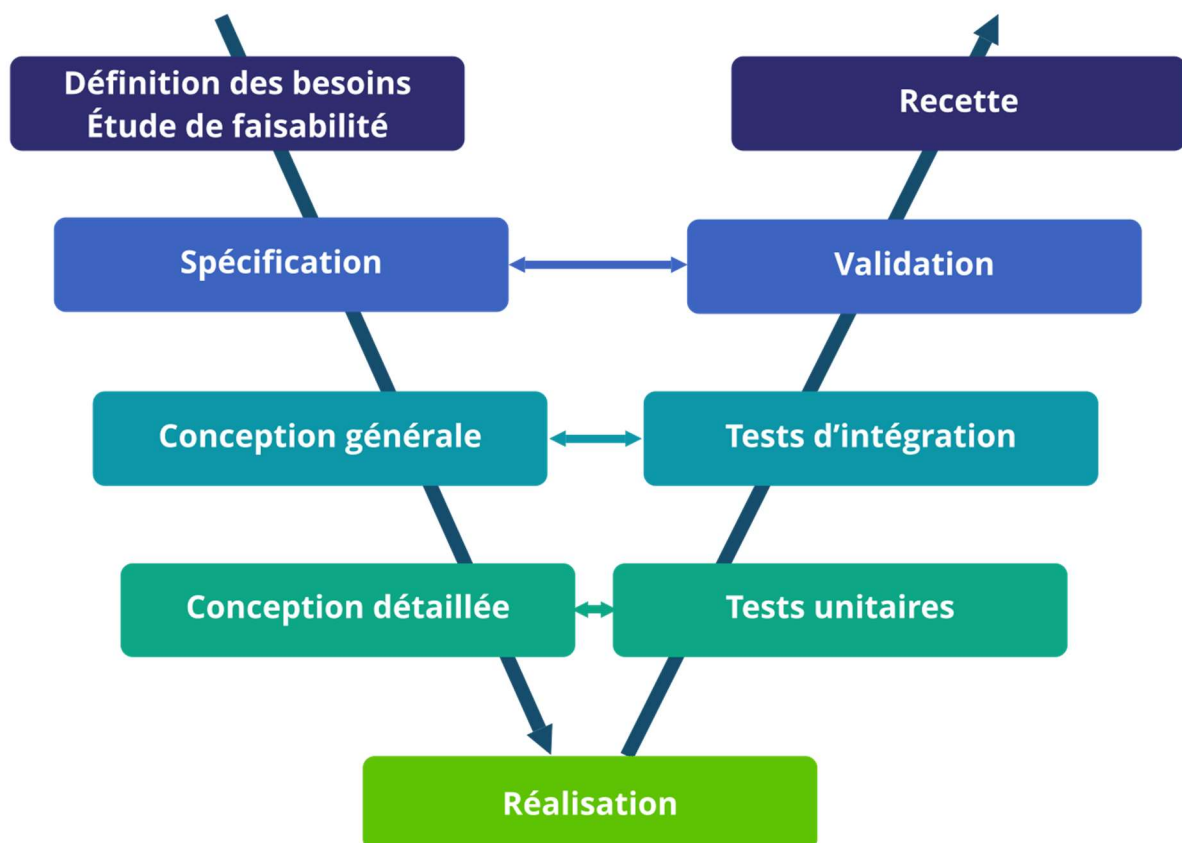 Définition des besoins
Étude de faisabilité
Recette
Spécification
Validation
Conception générale
Tests d’intégration
Conception détaillée
Tests unitaires
Réalisation